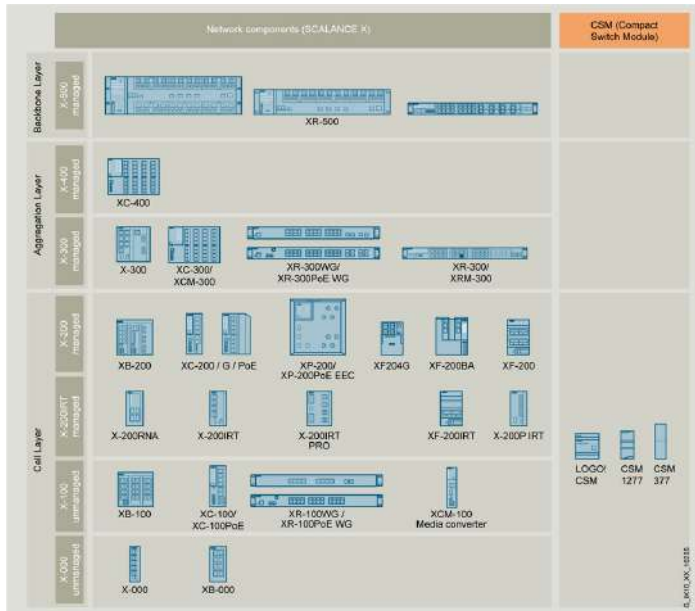 Network components (SCALANCE X)
CSM (Compact
Switch Module)
Backbone Layer
X-500
managed
XR-500
Aggregation Layer
X-400
managed
XC-400
X-300
managed
X-300
XC-300/
XCM-300
XR-300WG/
XR-300PoE WG
XR-300/
XRM-300
Cell Layer
X-200
managed
XB-200
XC-200 / G / PoE
XP-200/
XP-200PoE EEC
XF204G
XF-200BA
XF-200
X-200IRT
managed
X-200RNA
X-200IRT
X-200IRT
PRO
XF-200IRT
X-200P IRT
X-100
unmanaged
XB-100
XC-100/
XC-100PoE
XR-100WG /
XR-100PoE WG
XCM-100
Media converter
X-000
unmanaged
X-000
XB-000
LOGO!
CSM
CSM
1277
CSM
377